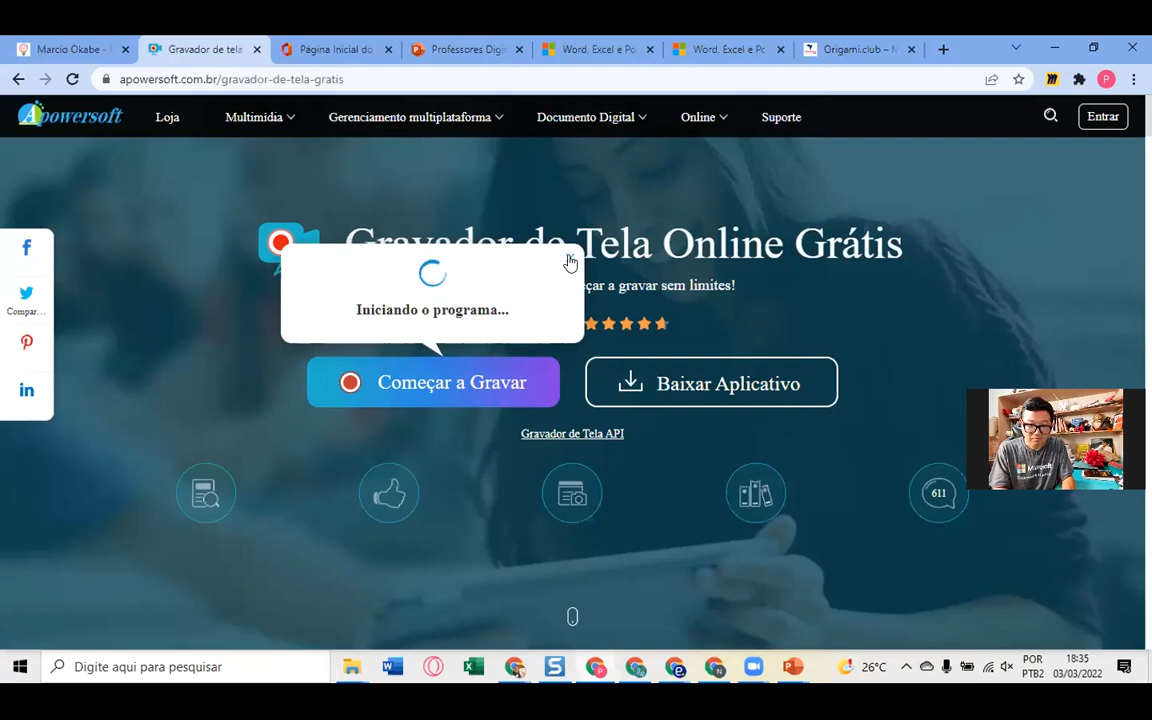 Marcio Okabe -
Gravador de tela
Página Inicial do
Professores Digi
Word, Excel e Po
Word, Excel e Po
Origami.club – M
apowersoft.com.br/gravador-de-tela-gratis
P
Apowersoft
Loja
Multimídia
Gerenciamento multiplataforma
Documento Digital
Online
Suporte
Entrar
Gravador de Tela Online Grátis
çar a gravar sem limites!
Iniciando o programa...
Compar...
Começar a Gravar
Baixar Aplicativo
Gravador de Tela API
611
Microsoft
Digite aqui para pesquisar
26°C
POR
PTB2
18:35
03/03/2022